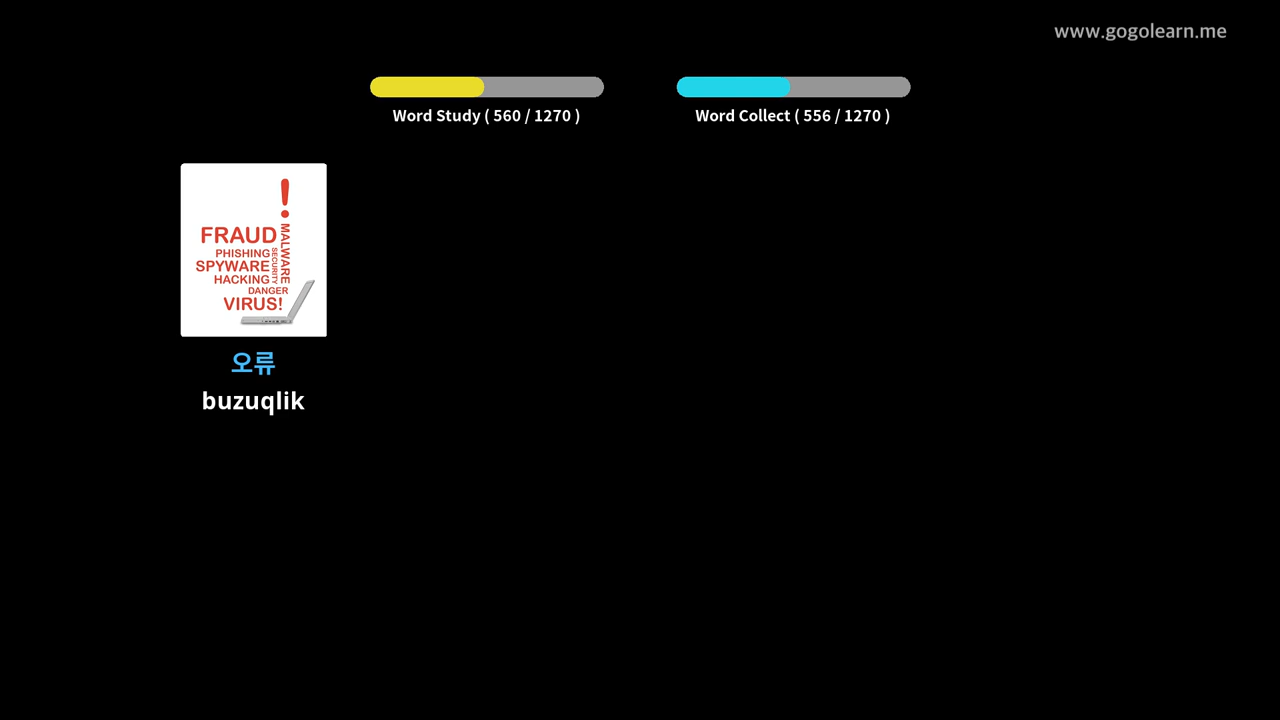 www.gogolearn.me
Word Study ( 560 / 1270 )
Word Collect ( 556 / 1270 )
!
FRAUD
MALWARE
PHISHING
SECURITY
SPYWARE
HACKING
DANGER
VIRUS!
오류
buzuqlik